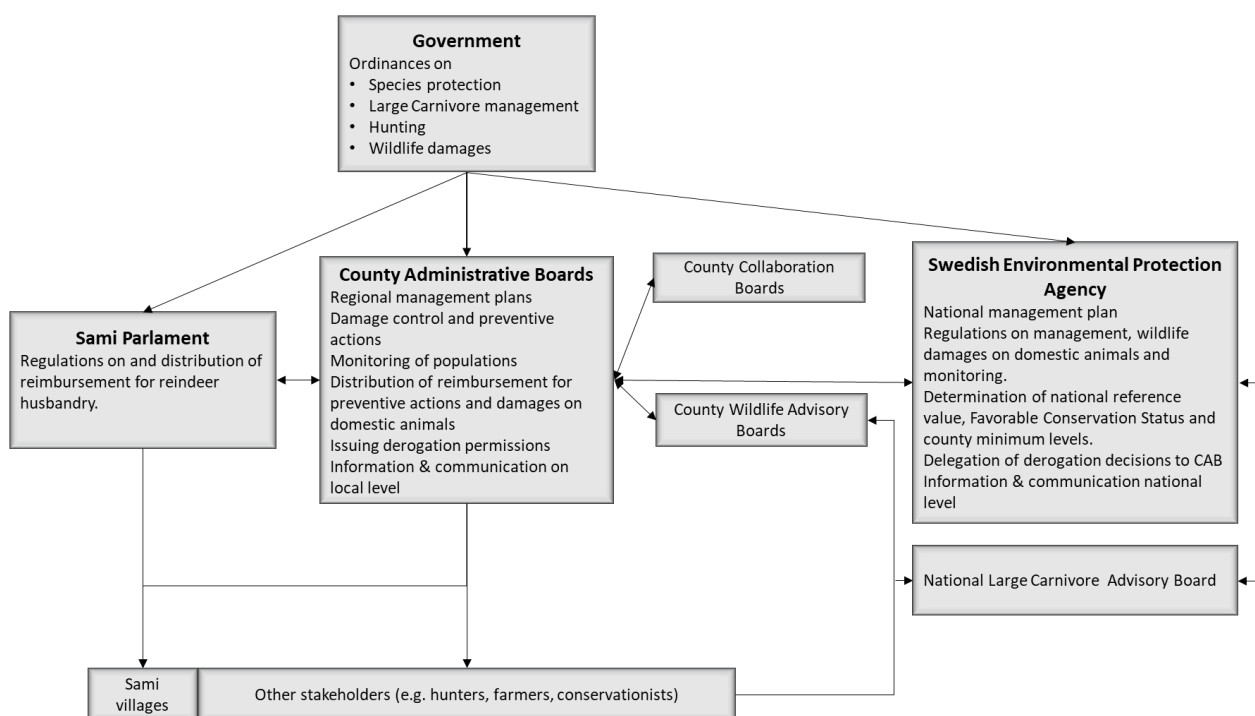 Government
Ordinances on
• Species protection
• Large Carnivore management
• Hunting
• Wildlife damages
County Administrative Boards
Regional management plans
Damage control and preventive
actions
Monitoring of populations
Distribution of reimbursement for
preventive actions and damages on
domestic animals
Issuing derogation permissions
Information & communication on
local level
County Collaboration
Boards
Swedish Environmental Protection
Agency
National management plan
Regulations on management, wildlife
damages on domestic animals and
monitoring.
Determination of national reference
value, Favorable Conservation Status and
county minimum levels.
Delegation of derogation decisions to CAB
Information & communication national
level
Sami Parlament
Regulations on and distribution of
reimbursement for reindeer
husbandry.
County Wildlife Advisory
Boards
National Large Carnivore Advisory Board
Sami
villages
Other stakeholders (e.g. hunters, farmers, conservationists)